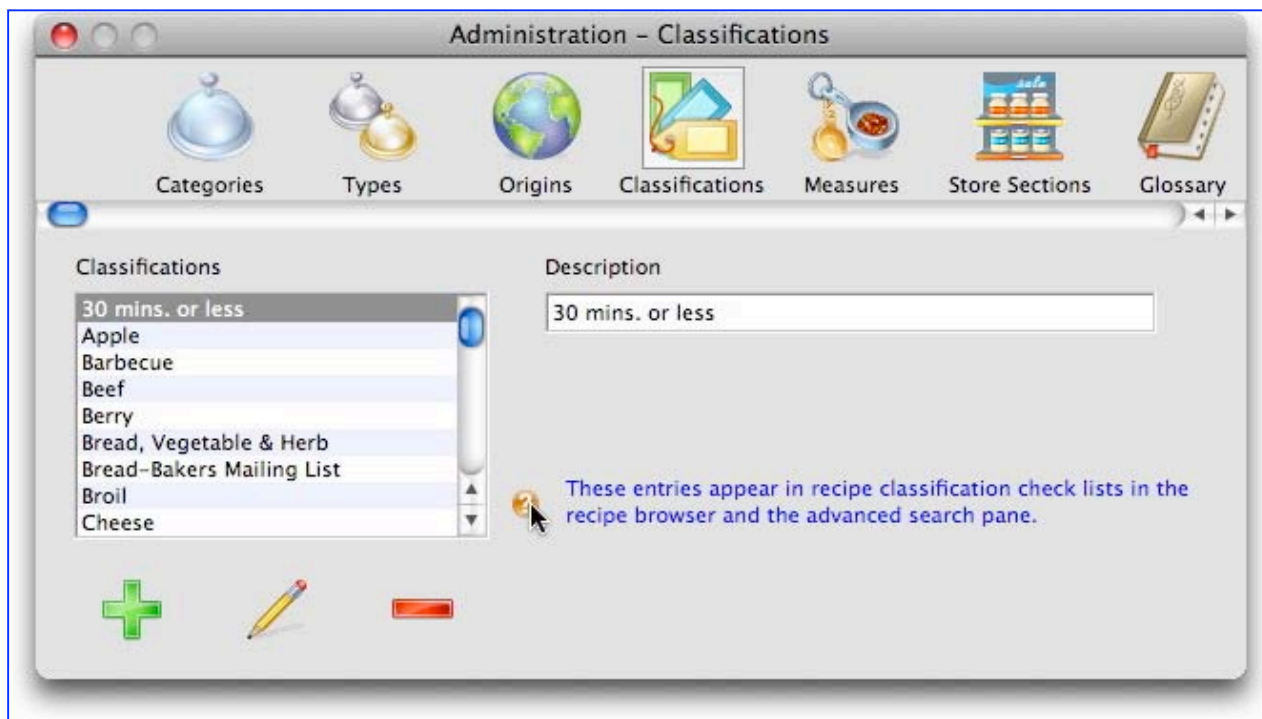 Administration – Classifications
Categories
Types
Origins
Classifications
Measures
sale
Store Sections
Glossary
Classifications
30 mins. or less
Apple
Barbecue
Beef
Berry
Bread, Vegetable & Herb
Bread-Bakers Mailing List
Broil
Cheese
Description
30 mins. or less
?
These entries appear in recipe classification check lists in the
recipe browser and the advanced search pane.